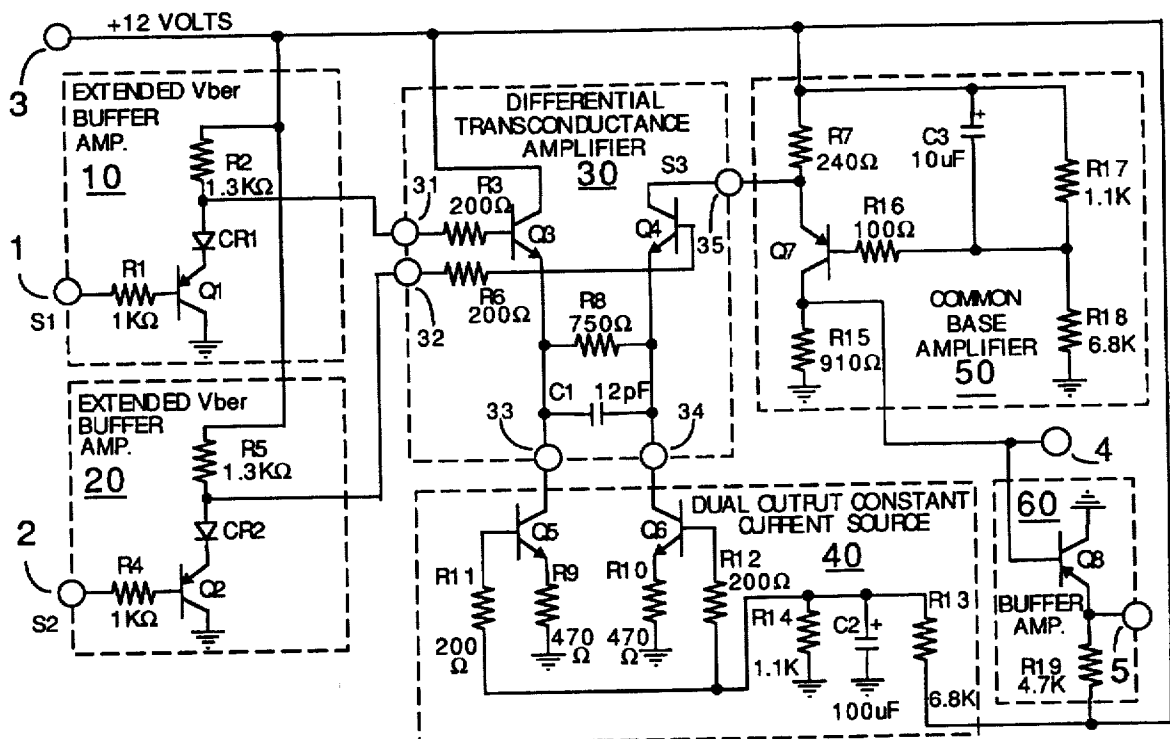 +12 VOLTS
3
EXTENDED Vber
BUFFER
AMP.
10
R2
1.3KΩ
CR1
1
R1
1KΩ
S1
Q1
EXTENDED Vber
BUFFER
AMP.
20
R5
1.3KΩ
CR2
2
R4
1KΩ
S2
Q2
DIFFERENTIAL
TRANSCONDUCTANCE
AMPLIFIER
30
31
R3
200Ω
Q3
S3
Q4
35
32
R6
200Ω
R8
750Ω
C1
12pF
33
34
R7
240Ω
C3
10uF
+
R17
1.1K
R16
100Ω
Q7
R15
910Ω
COMMON
BASE
AMPLIFIER
50
R18
6.8K
4
DUAL OUTPUT CONSTANT
CURRENT SOURCE
40
Q5
Q6
R11
200
Ω
R9
470
Ω
R10
470
Ω
R12
200Ω
R14
1.1K
C2
+
100uF
R13
6.8K
60
Q8
BUFFER
AMP.
R19
4.7K
5